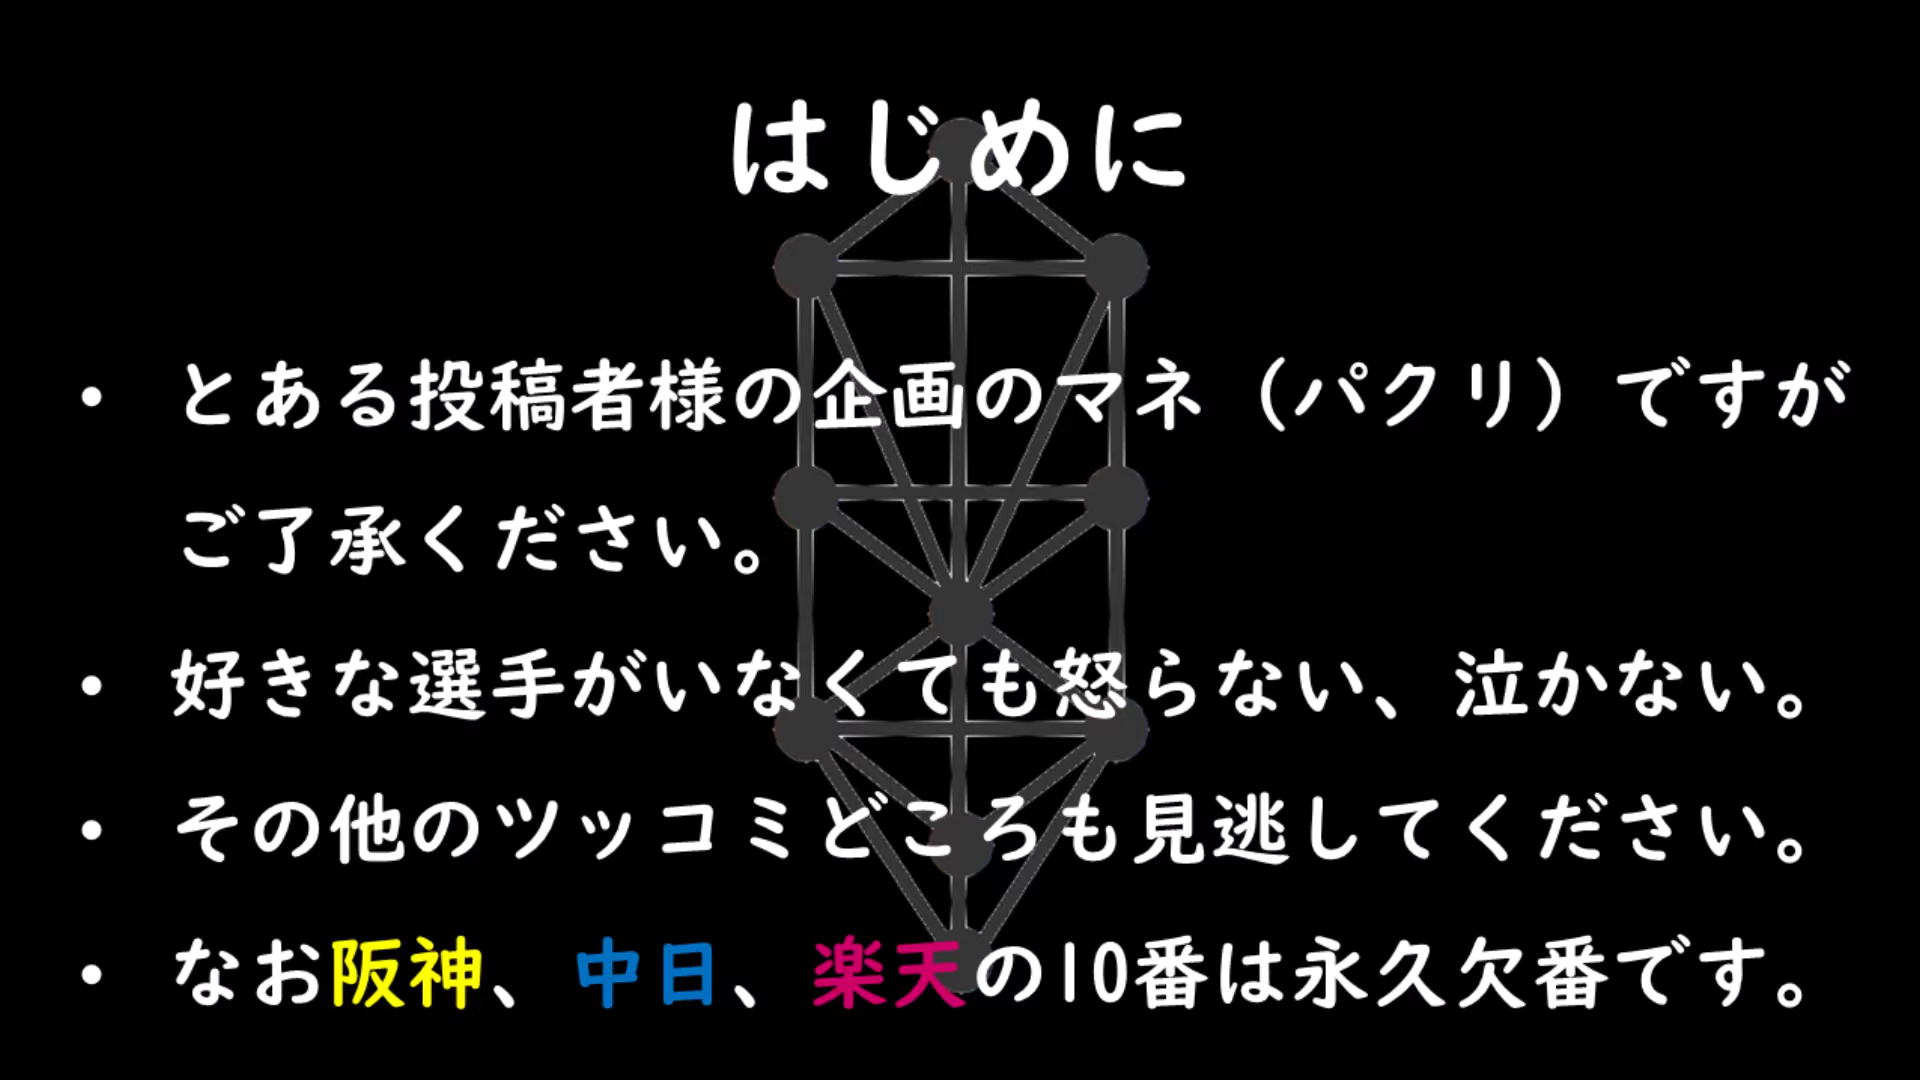 はじめに
• とある投稿者様の企画のマネ（パクリ）ですが
ご了承ください。
• 好きな選手がいなくても怒らない、泣かない。
• その他のツッコミどころも見逃してください。
• なお阪神、中日、楽天の10番は永久欠番です。